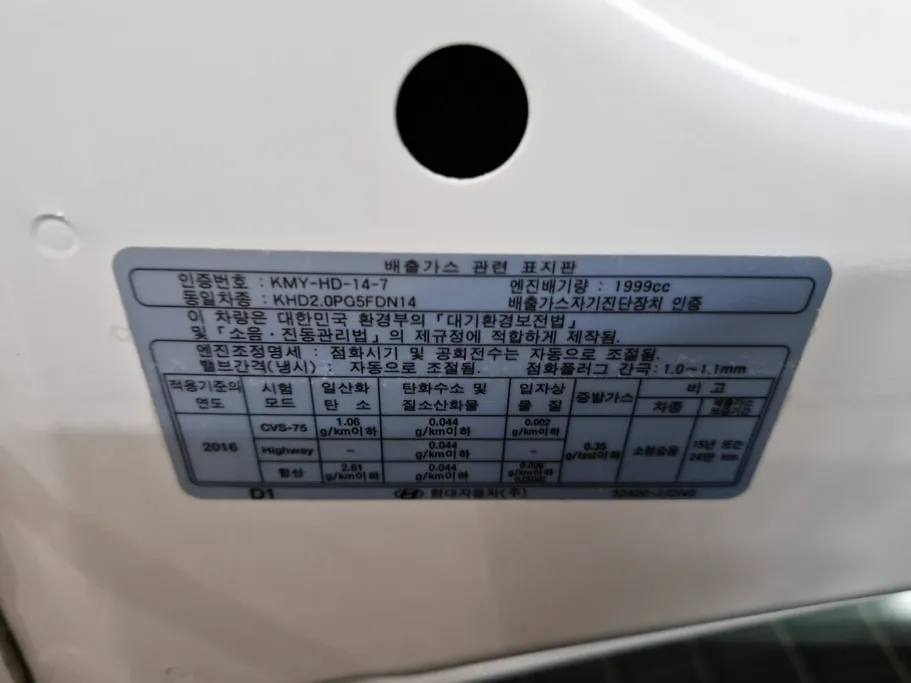 배출가스 관련 표지판
인증번호 : KMY-HD-14-7 엔진배기량 : 1999cc
동일차종 : KHD2.0PG5FDN14 배출가스자기진단장치 인증
이 차량은 대한민국 환경부의 「대기환경보전법」
및 「소음·진동관리법」의 제규정에 적합하게 제작됨.
엔진조정명세 : 점화시기 및 공회전수는 자동으로 조절됨.
밸브간격(냉시) : 자동으로 조절됨. 점화플러그 간극: 1.0~1.1mm
적용기준의 시험 일산화 탄화수소 및 입자상 증발가스 비 고
연도 모드 탄 소 질소산화물 물 질 차종
CVS-75 1.06 0.044 0.002
g/km이하 g/km이하 g/km이하
2016 Highway - 0.044 - 0.35 소형승용 15년 또는
g/km이하 g/test이하 24만 km
합성 2.61 0.044
g/km이하 g/km이하 g/km이하
D1 현대자동차(주)